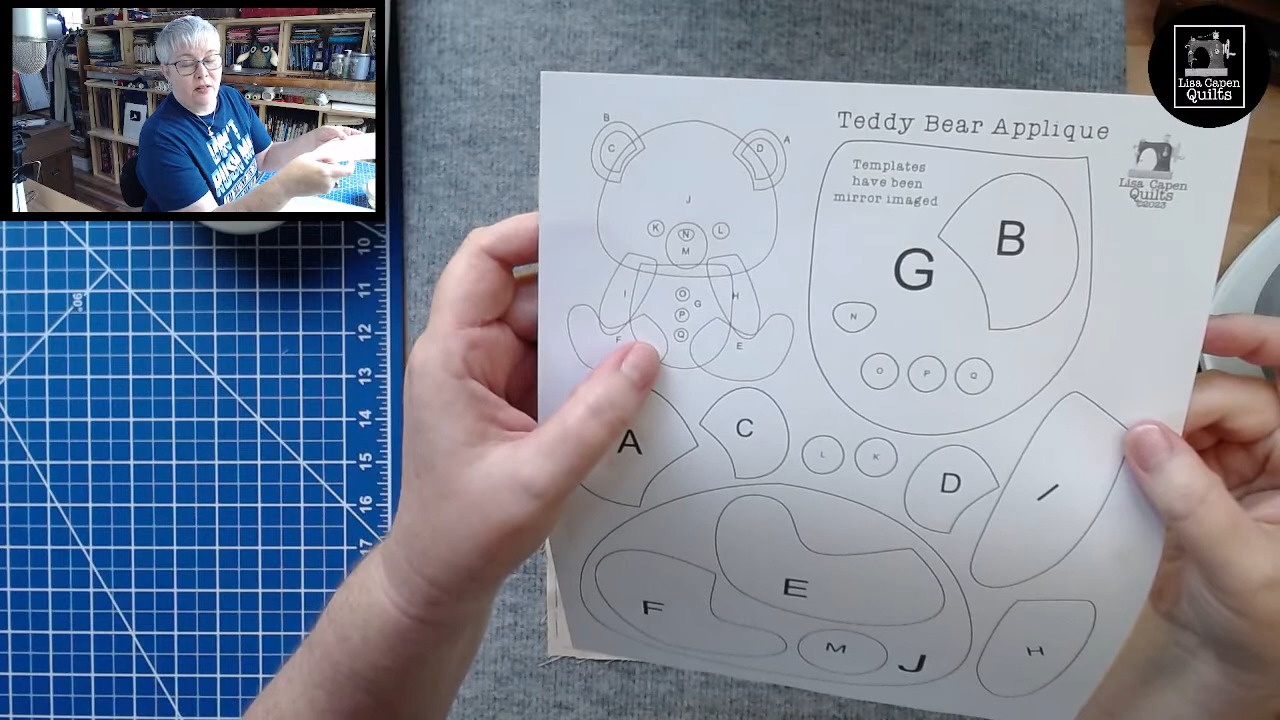 Lisa Capen
Quilts
Teddy Bear Applique
Templates
have been
mirror imaged
Lisa Capen
Quilts
©2023
B
A
C
D
J
K
N
L
M
I
H
O
G
P
Q
F
E
B
G
N
O
P
Q
A
C
L
K
D
I
E
F
M
J
H
10
11
12
13
14
15
16
17
90°